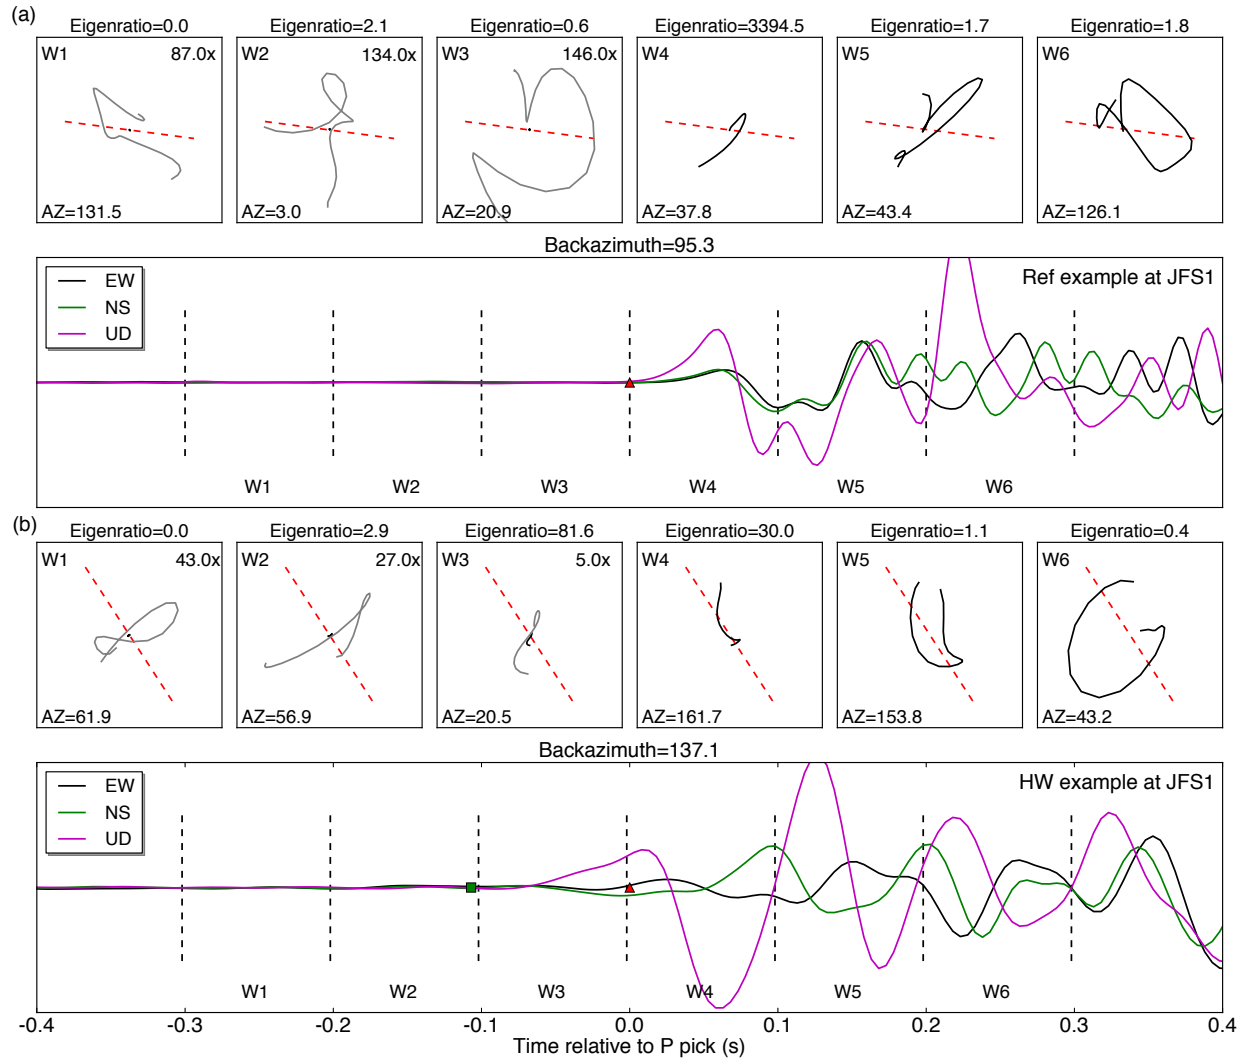 (a)
Eigenratio=0.0 Eigenratio=2.1 Eigenratio=0.6 Eigenratio=3394.5 Eigenratio=1.7 Eigenratio=1.8
W1 87.0x W2 134.0x W3 146.0x W4 W5 W6
AZ=131.5 AZ=3.0 AZ=20.9 AZ=37.8 AZ=43.4 AZ=126.1
Backazimuth=95.3
EW
NS
UD
Ref example at JFS1
W1 W2 W3 W4 W5 W6
(b)
Eigenratio=0.0 Eigenratio=2.9 Eigenratio=81.6 Eigenratio=30.0 Eigenratio=1.1 Eigenratio=0.4
W1 43.0x W2 27.0x W3 5.0x W4 W5 W6
AZ=61.9 AZ=56.9 AZ=20.5 AZ=161.7 AZ=153.8 AZ=43.2
Backazimuth=137.1
EW
NS
UD
HW example at JFS1
W1 W2 W3 W4 W5 W6
-0.4 -0.3 -0.2 -0.1 0.0 0.1 0.2 0.3 0.4
Time relative to P pick (s)